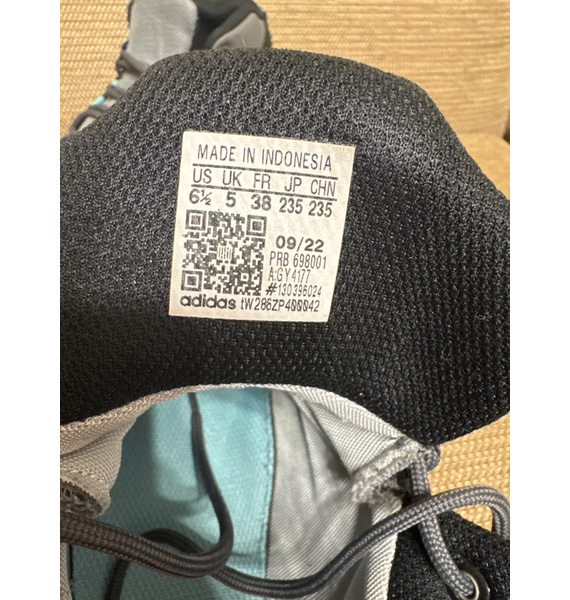 MADE IN INDONESIA
US UK FR JP CHN
6½ 5 38 235 235
09/22
PRB 698001
A:GY4177
#130396024
adidas